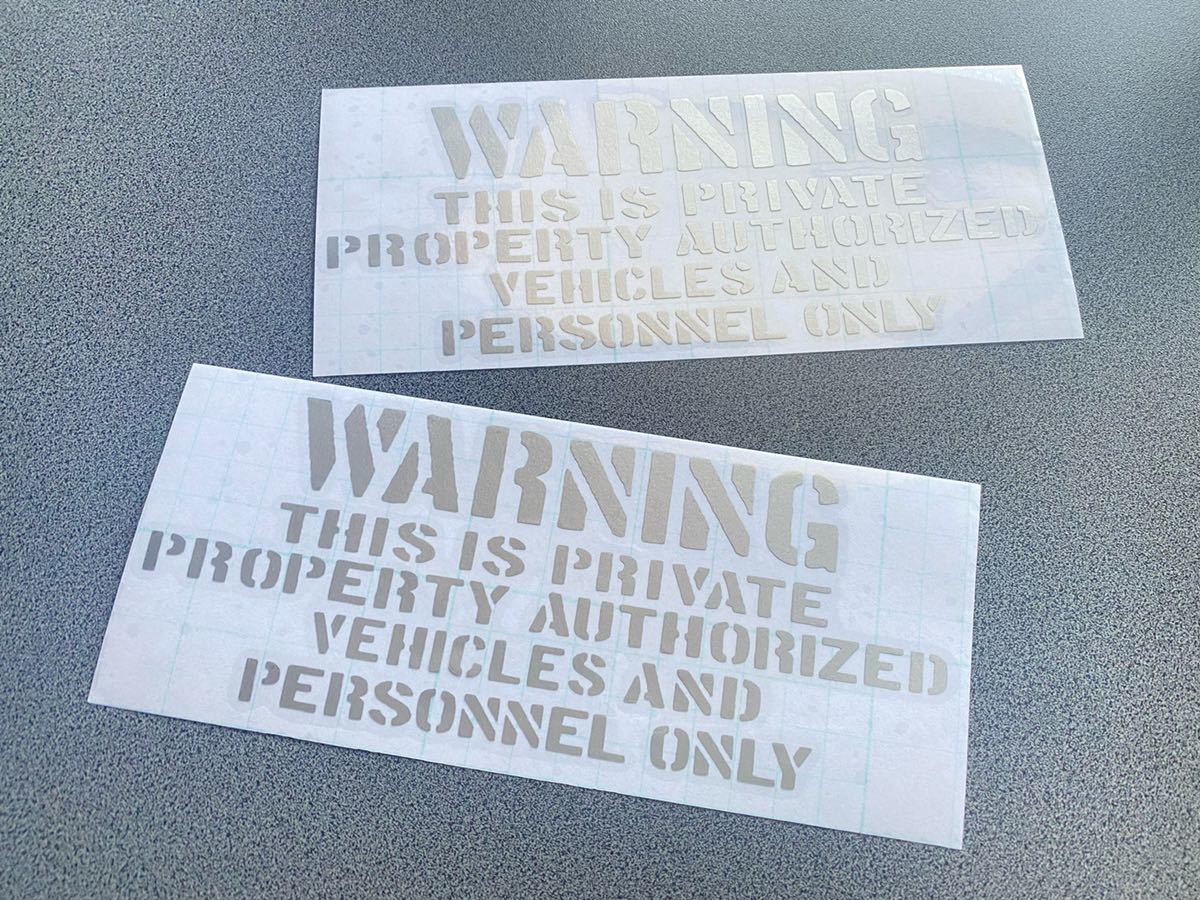 WARNING
THIS IS PRIVATE
PROPERTY AUTHORIZED
VEHICLES AND
PERSONNEL ONLY
WARNING
THIS IS PRIVATE
PROPERTY AUTHORIZED
VEHICLES AND
PERSONNEL ONLY